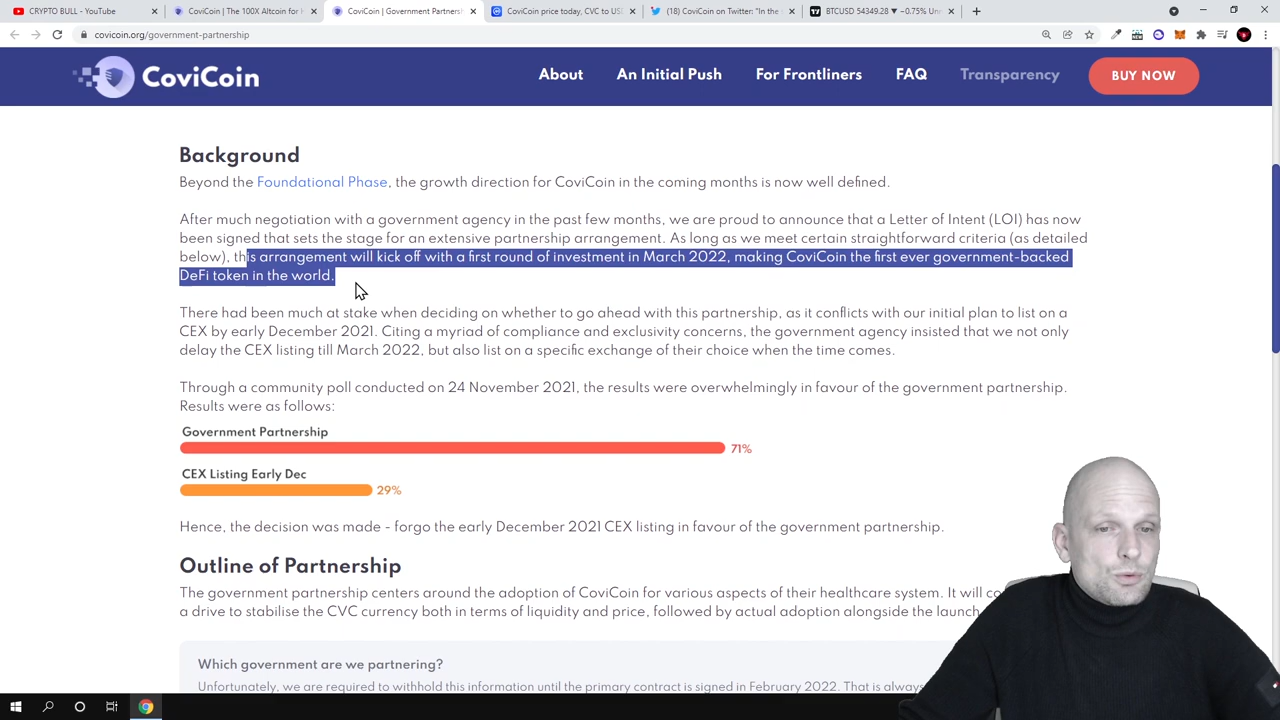 CRYPTO BULL - YouTube
CoviCoin | The 100X Altcoin for H
CoviCoin | Government Partnersh
CoviCoin price today, CVC to US
(18) CoviCoin on Twitter: "In the
BTCUSD 54349.28 ▼ −0.75% Unn
covicoin.org/government-partnership
CoviCoin
About
An Initial Push
For Frontliners
FAQ
Transparency
BUY NOW
Background
Beyond the Foundational Phase, the growth direction for CoviCoin in the coming months is now well defined.
After much negotiation with a government agency in the past few months, we are proud to announce that a Letter of Intent (LOI) has now
been signed that sets the stage for an extensive partnership arrangement. As long as we meet certain straightforward criteria (as detailed
below), this arrangement will kick off with a first round of investment in March 2022, making CoviCoin the first ever government-backed
DeFi token in the world.
There had been much at stake when deciding on whether to go ahead with this partnership, as it conflicts with our initial plan to list on a
CEX by early December 2021. Citing a myriad of compliance and exclusivity concerns, the government agency insisted that we not only
delay the CEX listing till March 2022, but also list on a specific exchange of their choice when the time comes.
Through a community poll conducted on 24 November 2021, the results were overwhelmingly in favour of the government partnership.
Results were as follows:
Government Partnership
71%
CEX Listing Early Dec
29%
Hence, the decision was made - forgo the early December 2021 CEX listing in favour of the government partnership.
Outline of Partnership
The government partnership centers around the adoption of CoviCoin for various aspects of their healthcare system. It will
a drive to stabilise the CVC currency both in terms of liquidity and price, followed by actual adoption alongside the launch
Which government are we partnering?
Unfortunately, we are required to withhold this information until the primary contract is signed in February 2022. That is always